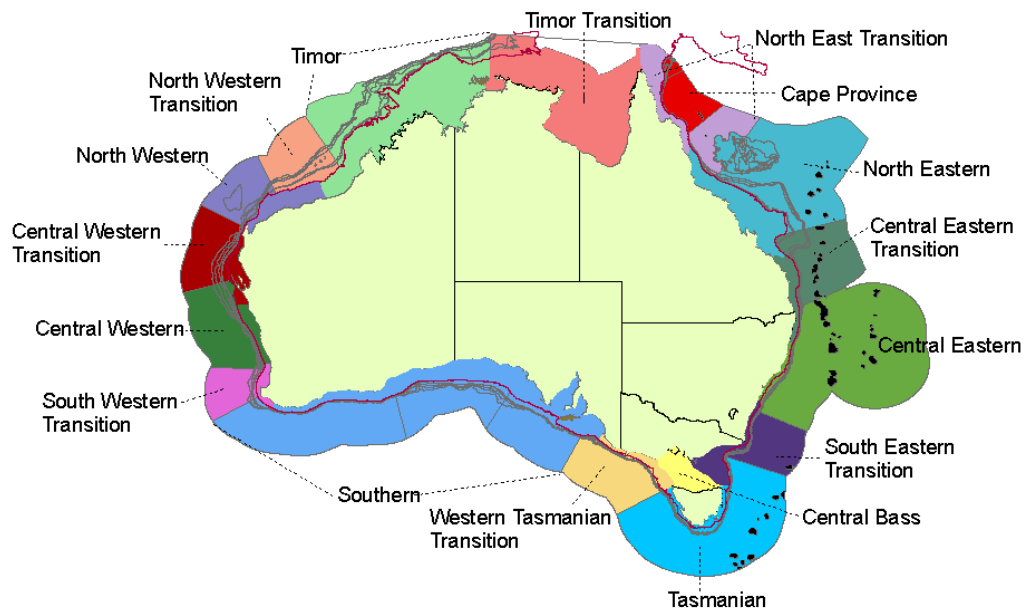 Timor Transition
Timor
North East Transition
North Western
Transition
Cape Province
North Western
North Eastern
Central Western
Transition
Central Eastern
Transition
Central Western
Central Eastern
South Western
Transition
South Eastern
Transition
Southern
Western Tasmanian
Transition
Central Bass
Tasmanian